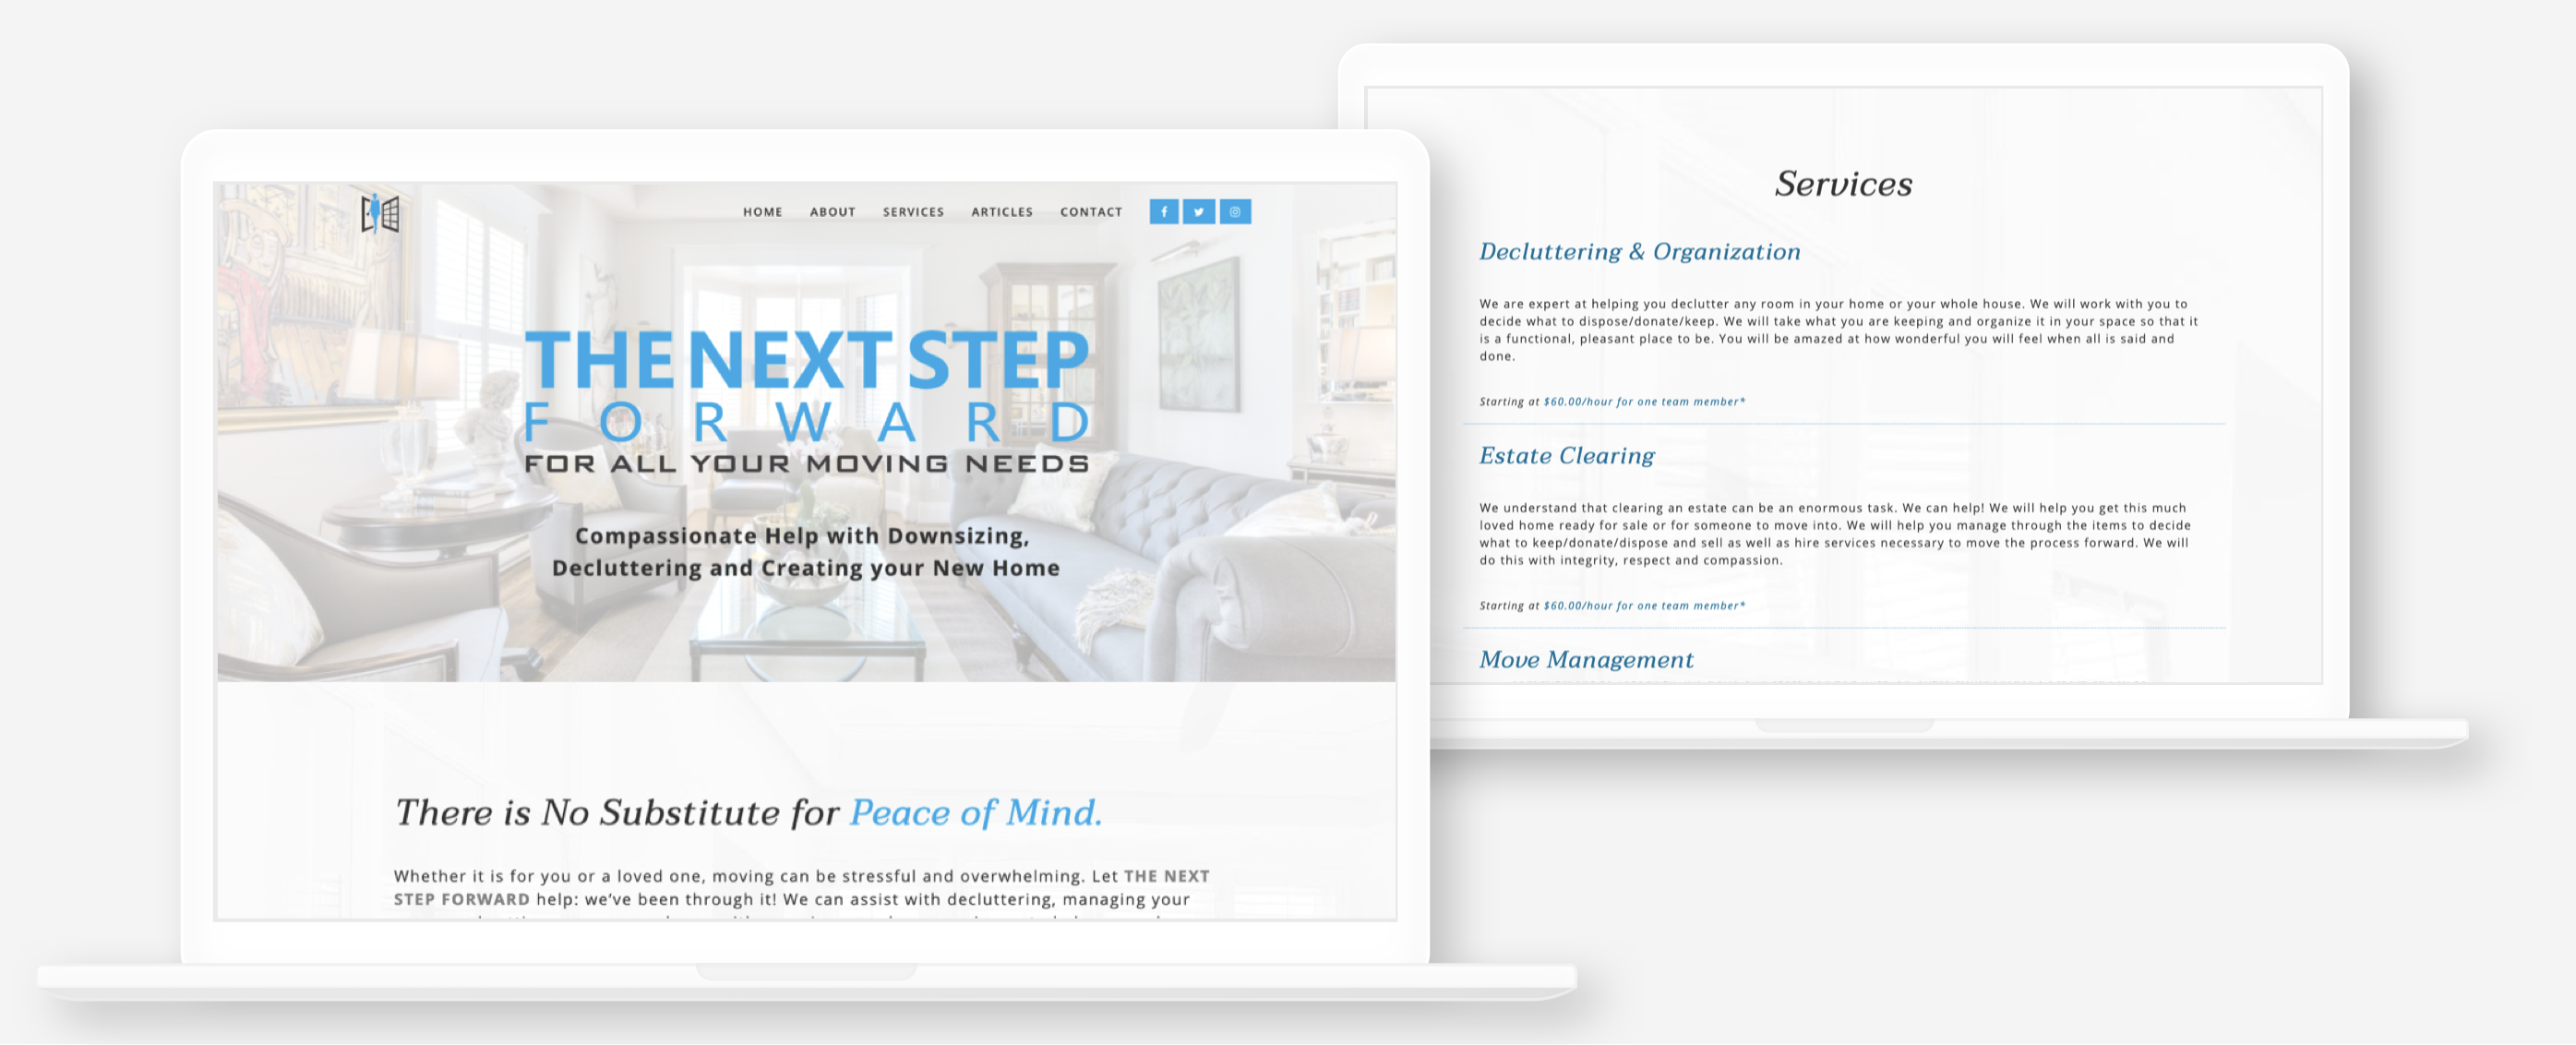 HOME ABOUT SERVICES ARTICLES CONTACT
THE NEXT STEP
FORWARD
FOR ALL YOUR MOVING NEEDS
Compassionate Help with Downsizing,
Decluttering and Creating your New Home
There is No Substitute for Peace of Mind.
Whether it is for you or a loved one, moving can be stressful and overwhelming. Let THE NEXT
STEP FORWARD help: we've been through it! We can assist with decluttering, managing your
Services
Decluttering & Organization
We are expert at helping you declutter any room in your home or your whole house. We will work with you to
decide what to dispose/donate/keep. We will take what you are keeping and organize it in your space so that it
is a functional, pleasant place to be. You will be amazed at how wonderful you will feel when all is said and
done.
Starting at $60.00/hour for one team member*
Estate Clearing
We understand that clearing an estate can be an enormous task. We can help! We will help you get this much
loved home ready for sale or for someone to move into. We will help you manage through the items to decide
what to keep/donate/dispose and sell as well as hire services necessary to move the process forward. We will
do this with integrity, respect and compassion.
Starting at $60.00/hour for one team member*
Move Management